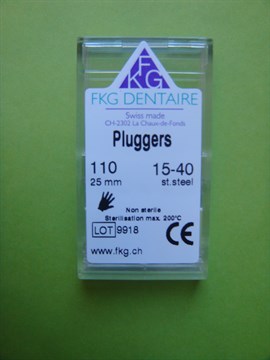 F
KG
FKG DENTAIRE
Swiss made
CH-2302 La Chaux-de-Fonds
Pluggers
110 15-40
25 mm st.steel
Non sterile
Sterilisation max. 200°C
LOT 9918 CE
www.fkg.ch